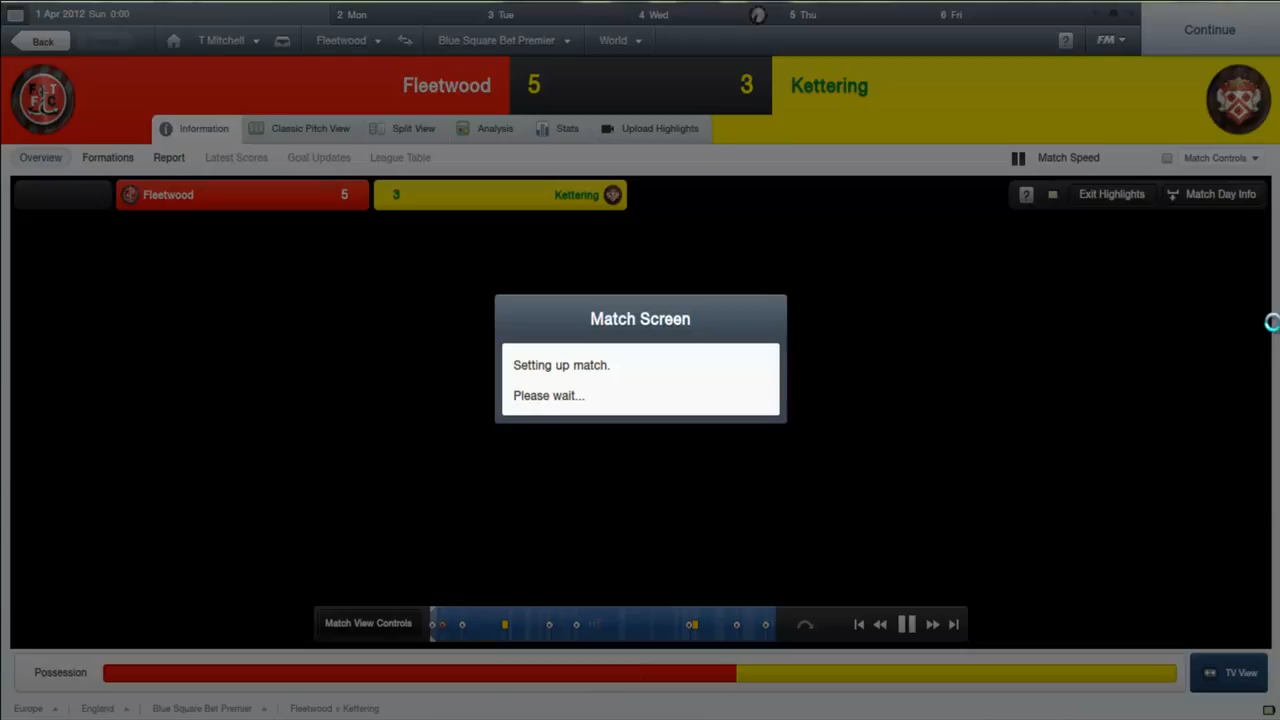 1 Apr 2012 Sun 0:00
2 Mon
3 Tue
4 Wed
5 Thu
6 Fri
Continue
Back
T Mitchell
Fleetwood
Blue Square Bet Premier
World
?
FM
Fleetwood
5
3
Kettering
Information
Classic Pitch View
Split View
Analysis
Stats
Upload Highlights
Overview
Formations
Report
Latest Scores
Goal Updates
League Table
Match Speed
Match Controls
Fleetwood 5
3 Kettering
?
Exit Highlights
Match Day Info
Match Screen
Setting up match.
Please wait...
Match View Controls
HT
Possession
TV View
Europe
England
Blue Square Bet Premier
Fleetwood v Kettering